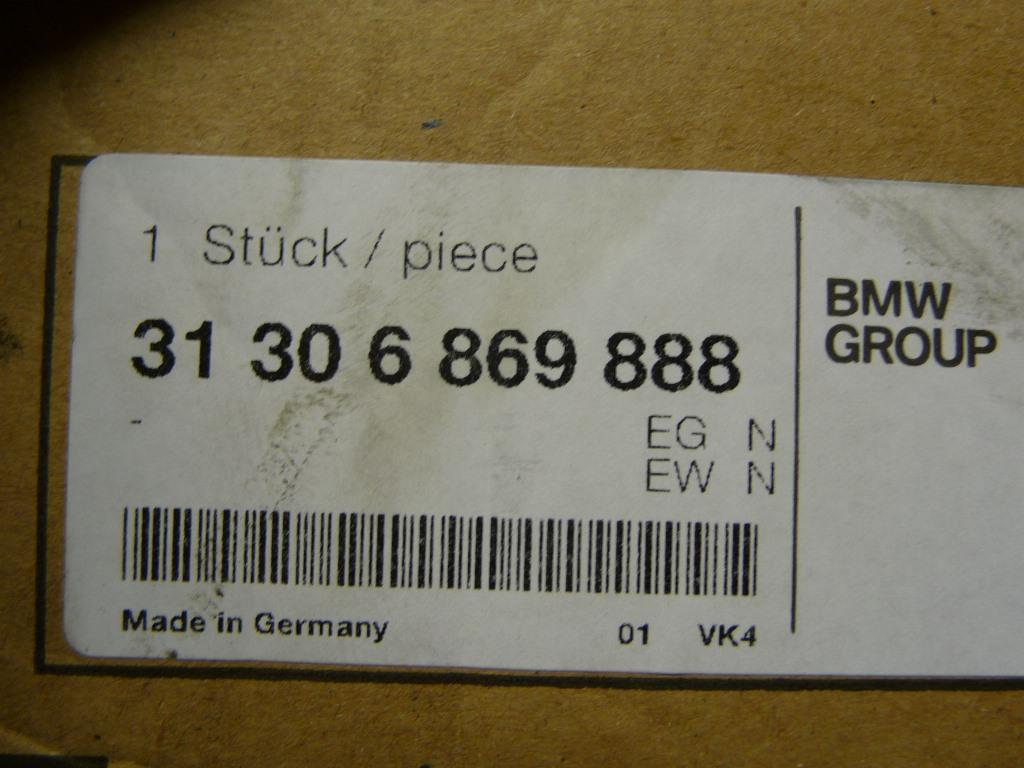 1 Stück / piece
31 30 6 869 888
-
EG N
EW N
Made in Germany 01 VK4
BMW
GROUP